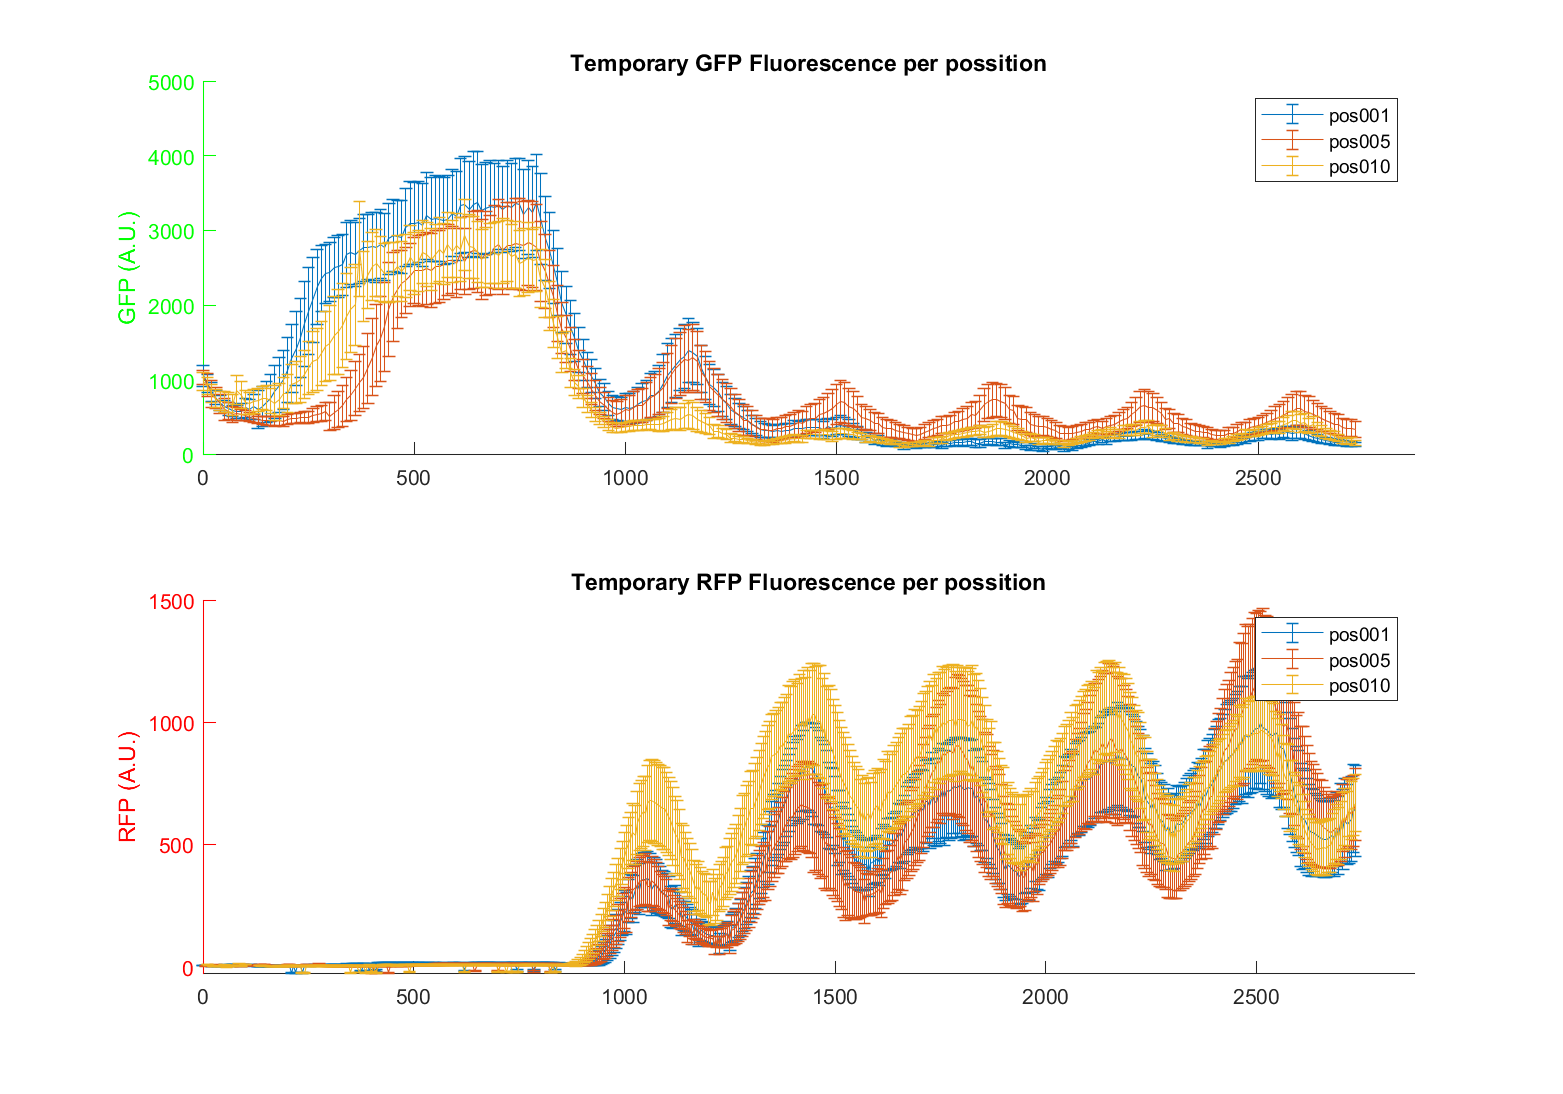 Temporary GFP Fluorescence per possition
5000
4000
3000
2000
1000
0
GFP (A.U.)
pos001
pos005
pos010
0 500 1000 1500 2000 2500
Temporary RFP Fluorescence per possition
1500
1000
500
0
RFP (A.U.)
pos001
pos005
pos010
0 500 1000 1500 2000 2500